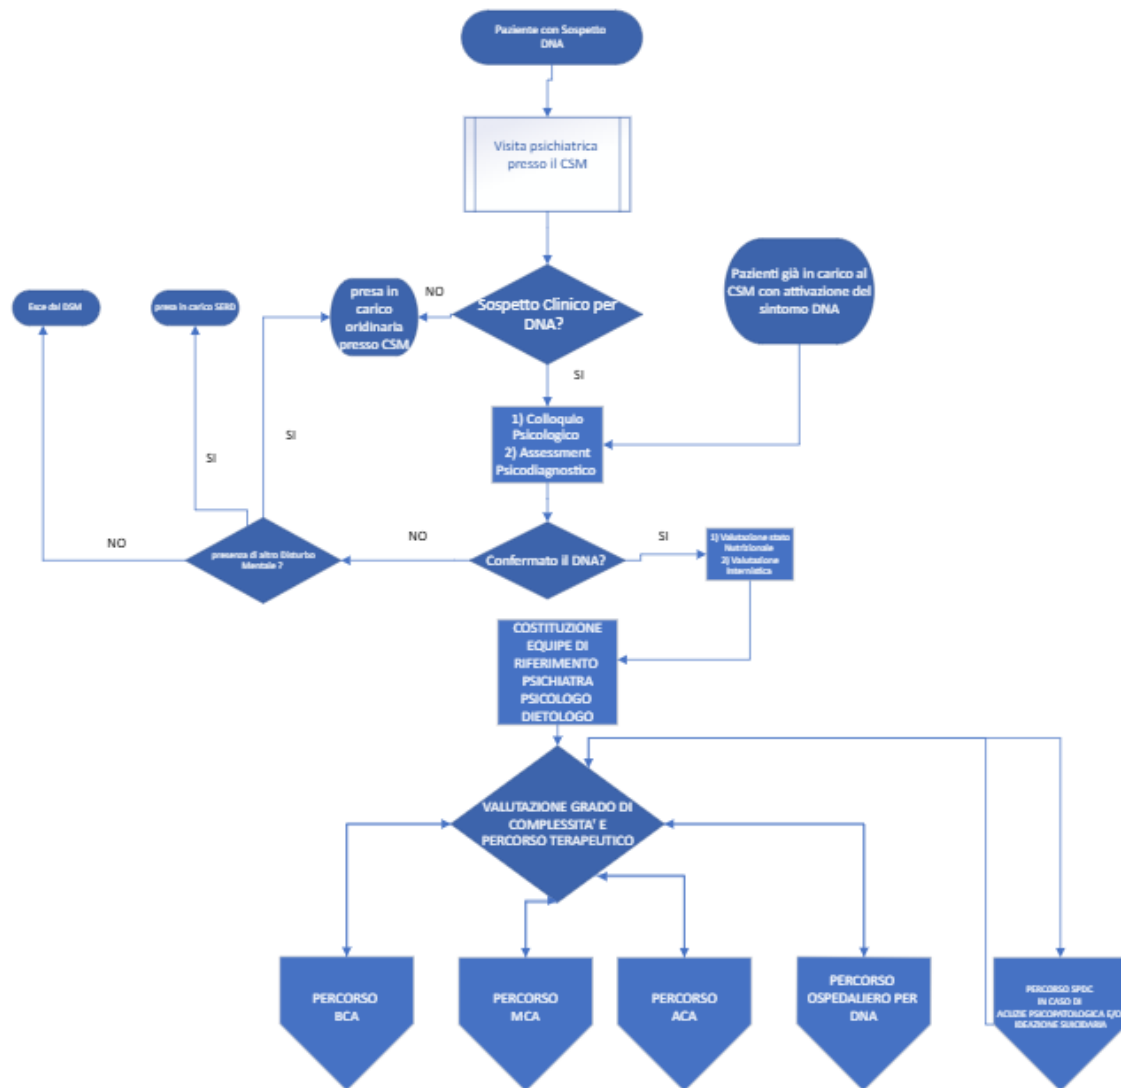 Paziente con Sospetto
DNA
Visita psichiatrica
presso il CSM
Pazienti già in carico al
CSM con attivazione del
sintomo DNA
Esce dal DSM
presa in carico SERD
presa in
carico
oridinaria
presso CSM
NO
Sospetto Clinico per
DNA?
SI
1) Colloquio
Psicologico
2) Assessment
Psicodiagnostico
SI
SI
NO
presenza di altro Disturbo
Mentale ?
NO
Confermato il DNA?
SI
1) Valutazione stato
Nutrizionale
2) Valutazione
Internistica
COSTITUZIONE
EQUIPE DI
RIFERIMENTO
PSICHIATRA
PSICOLOGO
DIETOLOGO
VALUTAZIONE GRADO DI
COMPLESSITA' E
PERCORSO TERAPEUTICO
PERCORSO
BCA
PERCORSO
MCA
PERCORSO
ACA
PERCORSO
OSPEDALIERO PER
DNA
PERCORSO SPDC
IN CASO DI
ACUZIE PSICOPATOLOGICA E/O
IDEAZIONE SUICIDARIA